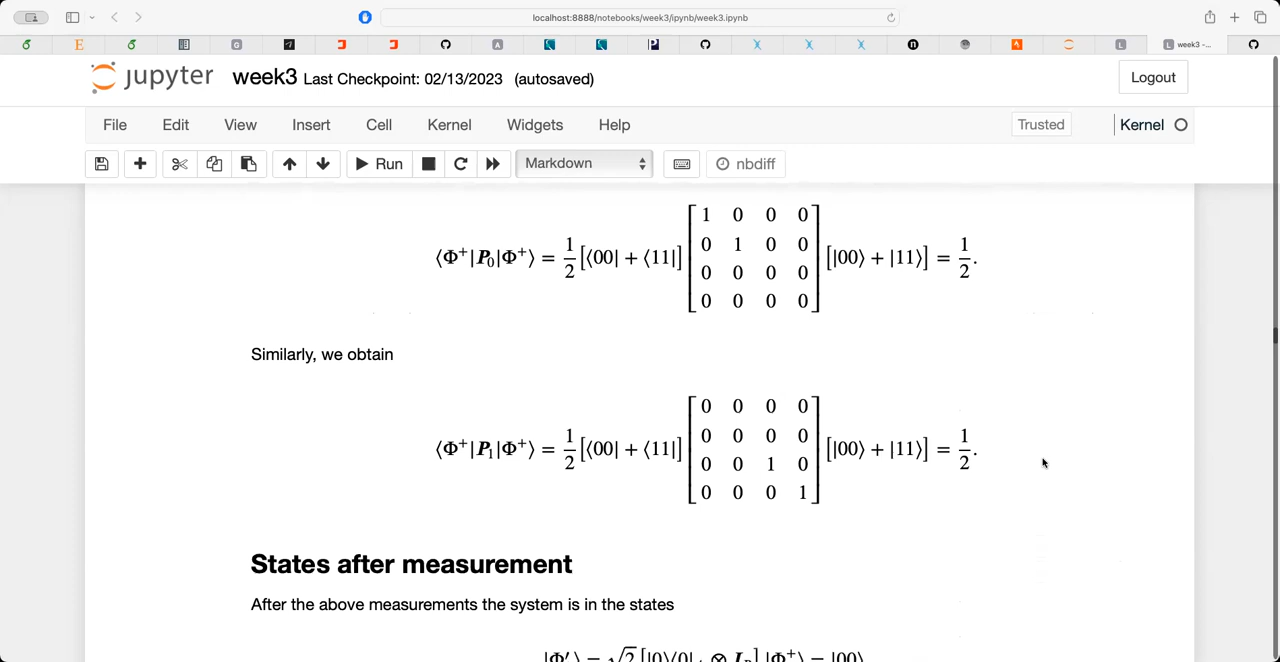 localhost:8888/notebooks/week3/ipynb/week3.ipynb
week3 -...
jupyter week3 Last Checkpoint: 02/13/2023 (autosaved)
Logout
File Edit View Insert Cell Kernel Widgets Help Trusted Kernel
Run Markdown nbdiff
⟨Φ⁺|P₀|Φ⁺⟩ = 1/2 [⟨00| + ⟨11|] [1 0 0 0; 0 1 0 0; 0 0 0 0; 0 0 0 0] [|00⟩ + |11⟩] = 1/2.
Similarly, we obtain
⟨Φ⁺|P₁|Φ⁺⟩ = 1/2 [⟨00| + ⟨11|] [0 0 0 0; 0 0 0 0; 0 0 1 0; 0 0 0 1] [|00⟩ + |11⟩] = 1/2.
States after measurement
After the above measurements the system is in the states